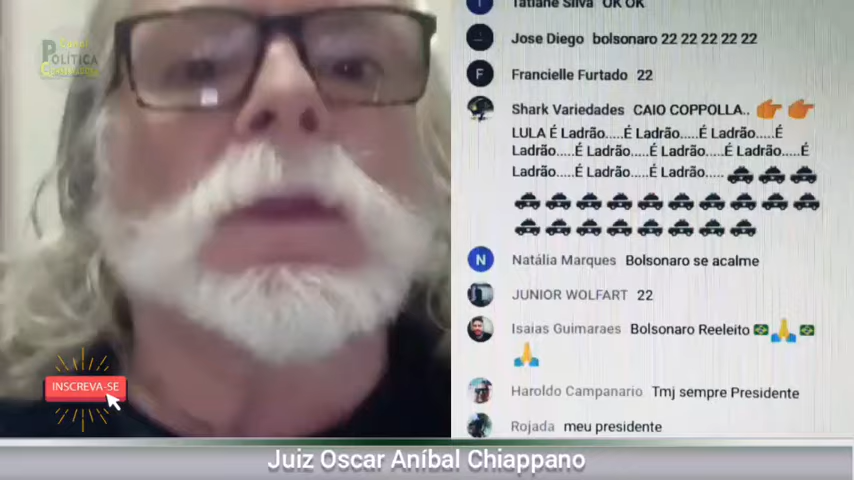 POLÍTICA
INSCREVA-SE
Tatiane Silva OK OK
Jose Diego bolsonaro 22 22 22 22 22
Francielle Furtado 22
Shark Variedades CAIO COPPOLLA..
LULA É Ladrão.....É Ladrão.....É Ladrão.....É
Ladrão.....É Ladrão.....É Ladrão.....É Ladrão.....É
Ladrão.....É Ladrão.....É Ladrão.....
N
Natália Marques Bolsonaro se acalme
JUNIOR WOLFART 22
Isaias Guimaraes Bolsonaro Reeleito
Haroldo Campanario Tmj sempre Presidente
Rojada meu presidente
Juiz Oscar Aníbal Chiappano